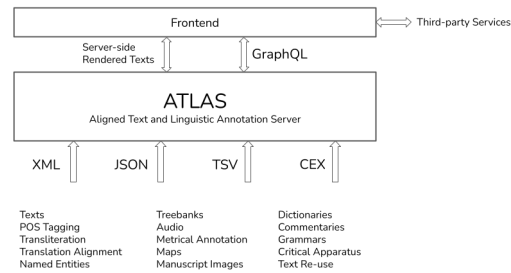 Frontend
Third-party Services
Server-side
Rendered Texts
GraphQL
ATLAS
Aligned Text and Linguistic Annotation Server
XML JSON TSV CEX
Texts
POS Tagging
Transliteration
Translation Alignment
Named Entities
Treebanks
Audio
Metrical Annotation
Maps
Manuscript Images
Dictionaries
Commentaries
Grammars
Critical Apparatus
Text Re-use